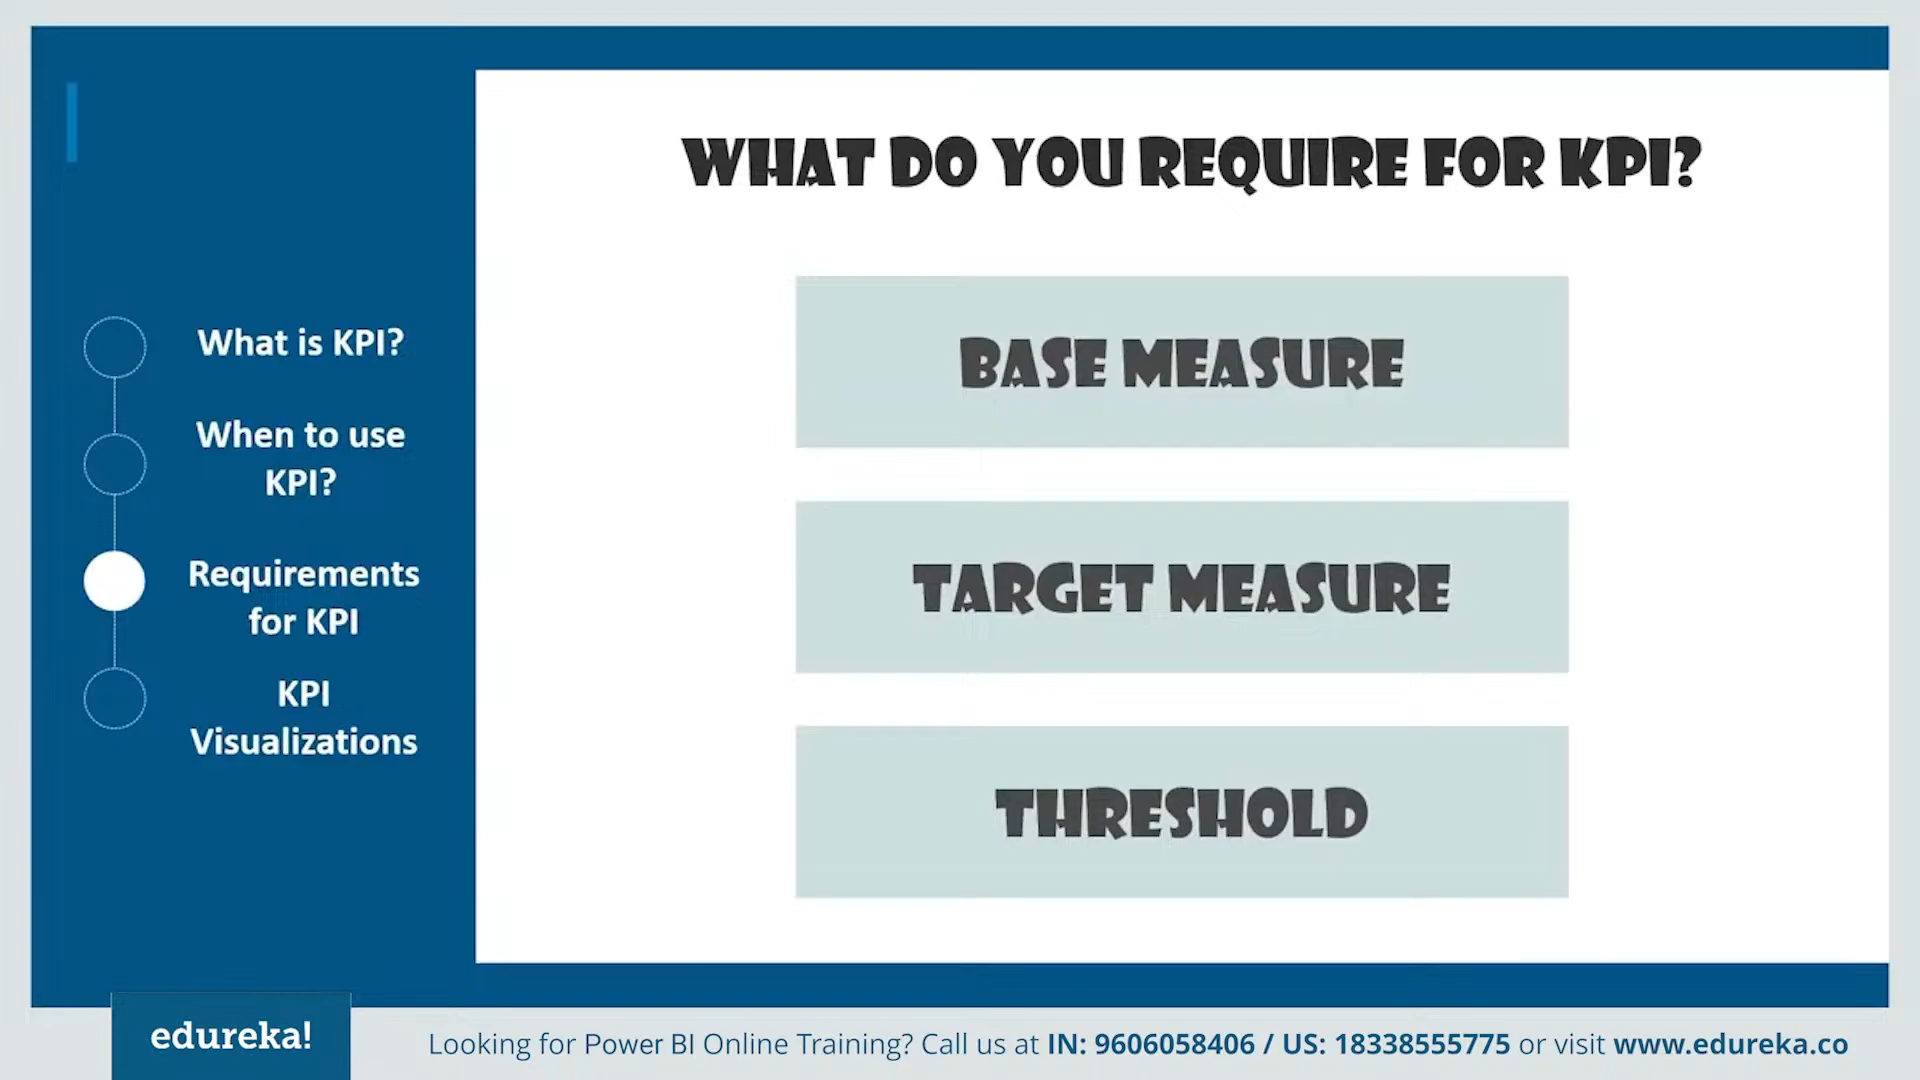 WHAT DO YOU REQUIRE FOR KPI?
What is KPI?
When to use
KPI?
Requirements
for KPI
KPI
Visualizations
BASE MEASURE
TARGET MEASURE
THRESHOLD
edureka!
Looking for Power BI Online Training? Call us at IN: 9606058406 / US: 18338555775 or visit www.edureka.co